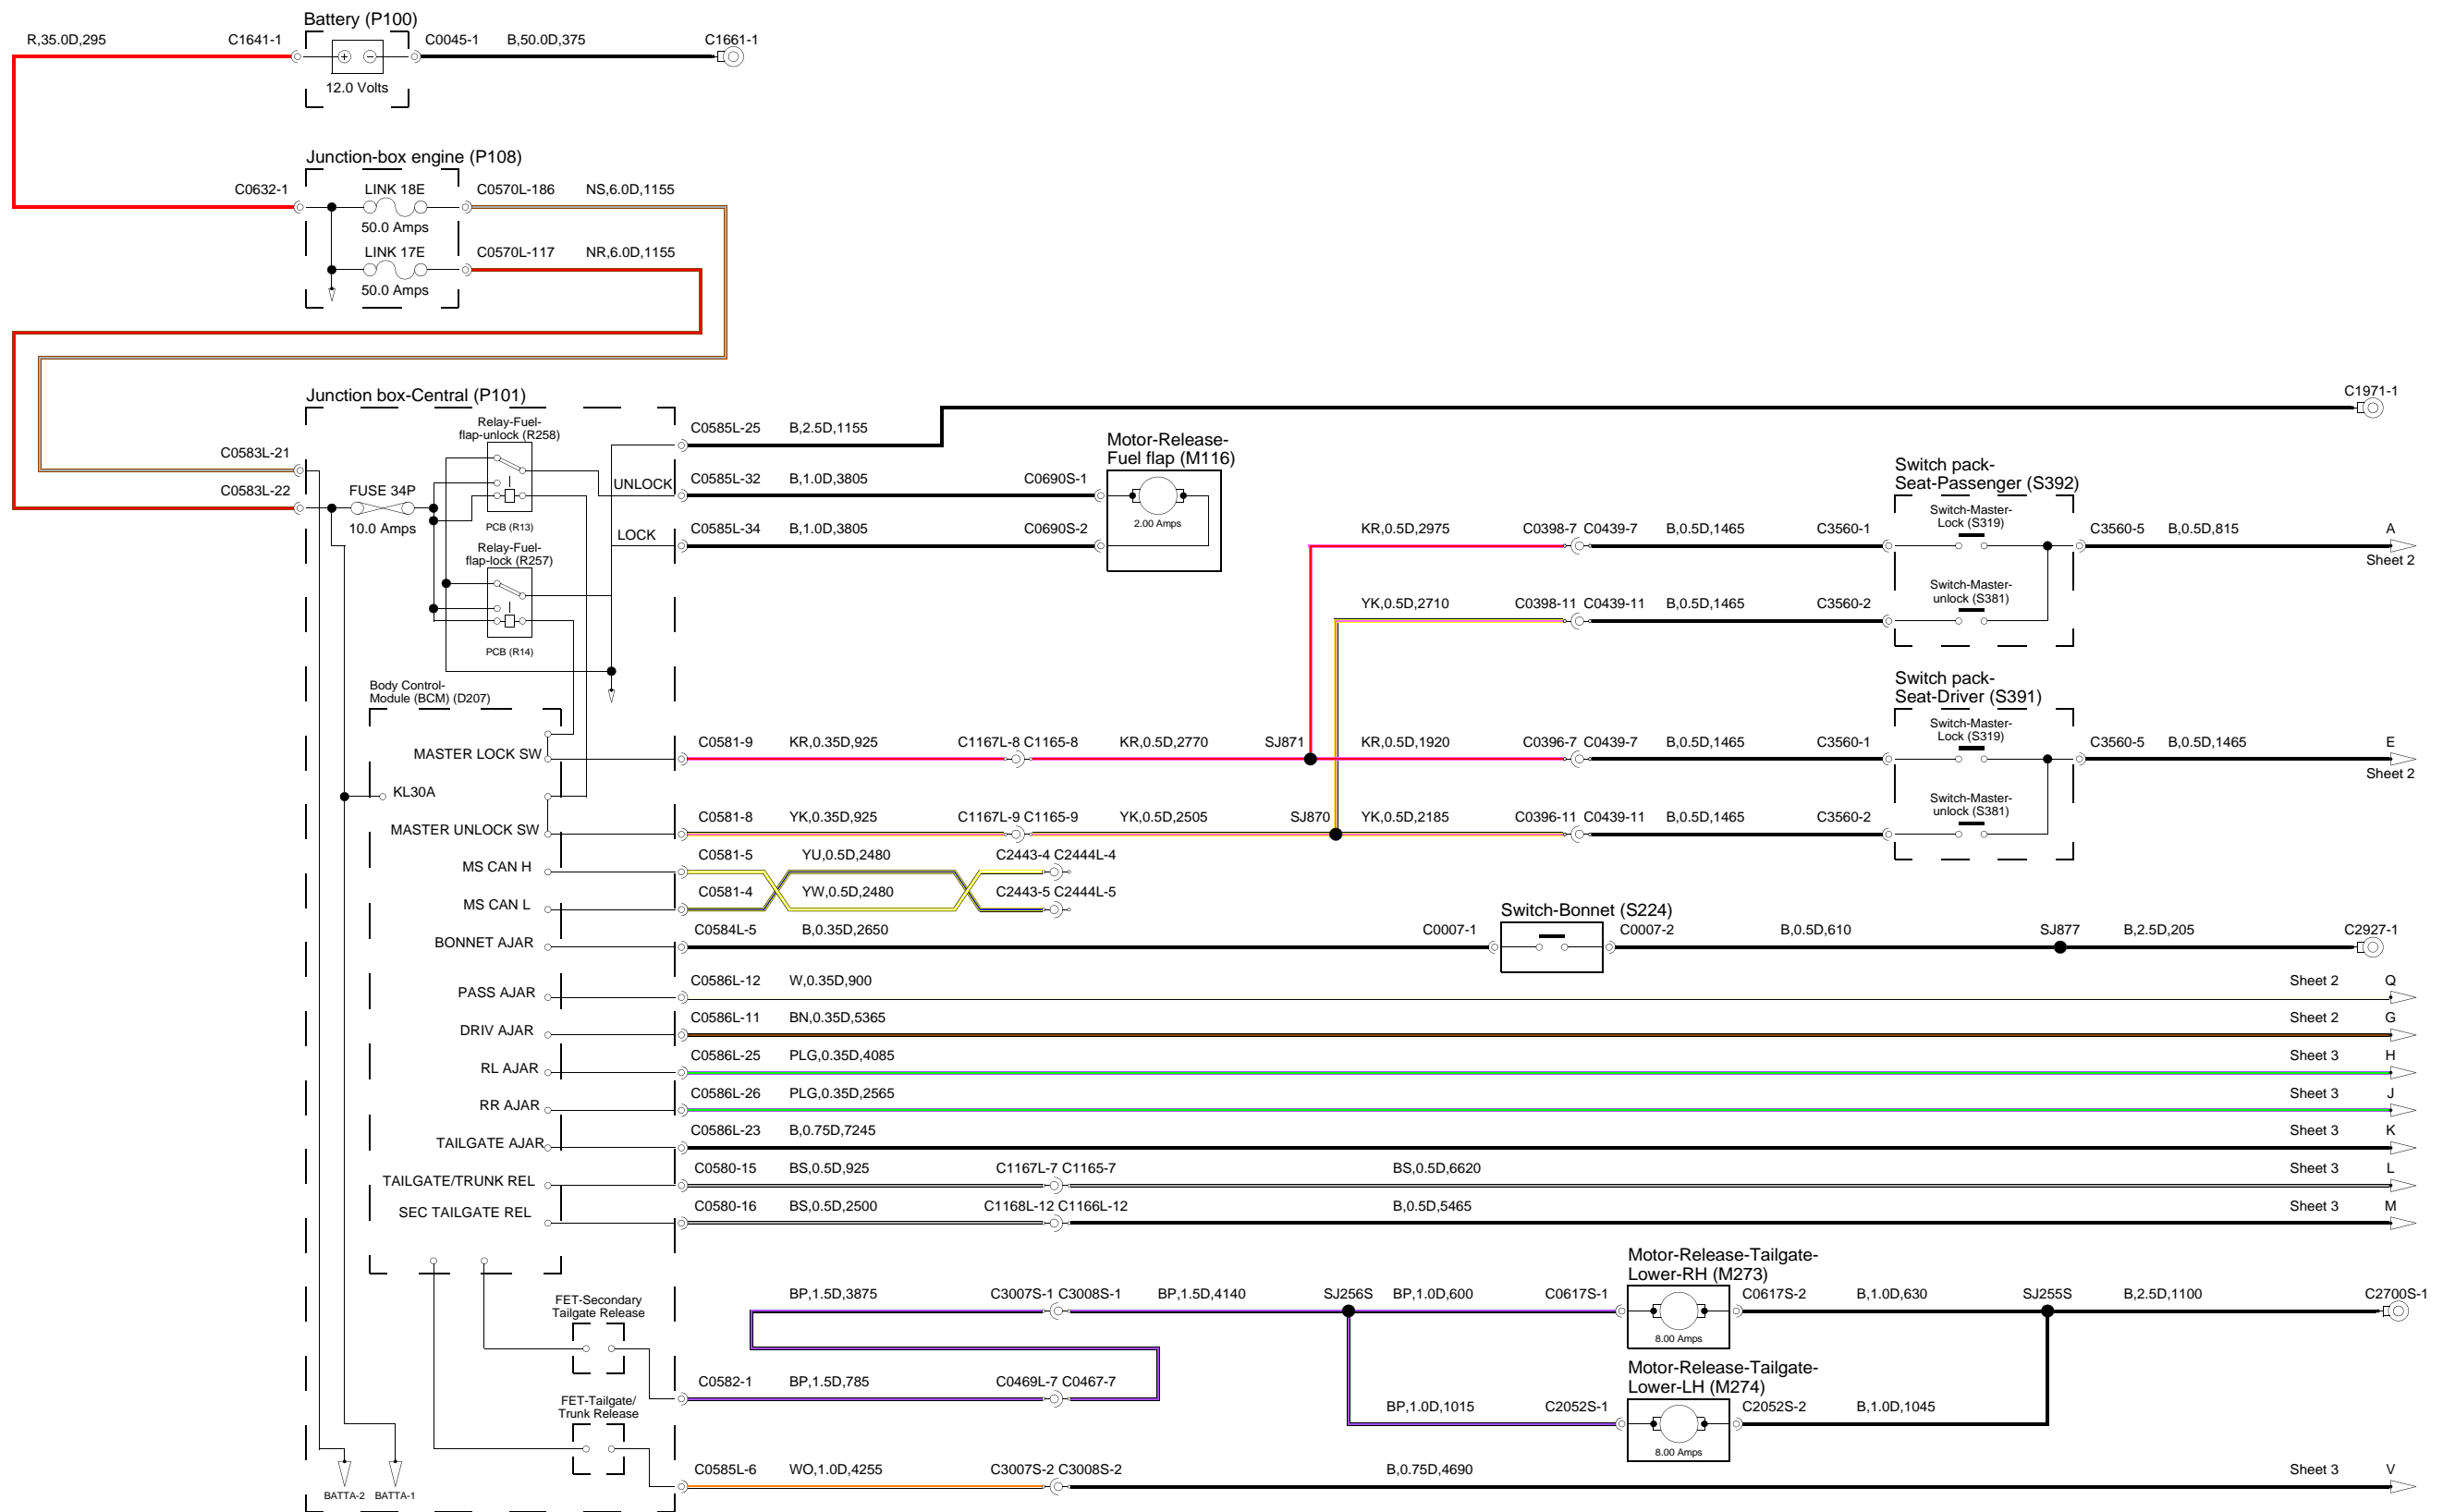 Battery (P100)
R,35.0D,295 C1641-1 C0045-1 B,50.0D,375 C1661-1
12.0 Volts
Junction-box engine (P108)
C0632-1 LINK 18E C0570L-186 NS,6.0D,1155
50.0 Amps
LINK 17E C0570L-117 NR,6.0D,1155
50.0 Amps
Junction box-Central (P101)
C1971-1
Relay-Fuel-
flap-unlock (R258)
C0585L-25 B,2.5D,1155
Motor-Release-
Fuel flap (M116)
C0583L-21
C0583L-22
FUSE 34P
10.0 Amps
UNLOCK C0585L-32 B,1.0D,3805 C0690S-1
2.00 Amps
PCB (R13)
LOCK C0585L-34 B,1.0D,3805 C0690S-2
Relay-Fuel-
flap-lock (R257)
PCB (R14)
Switch pack-
Seat-Passenger (S392)
Switch-Master-
Lock (S319)
KR,0.5D,2975 C0398-7 C0439-7 B,0.5D,1465 C3560-1 C3560-5 B,0.5D,815 A
Sheet 2
Switch-Master-
unlock (S381)
YK,0.5D,2710 C0398-11 C0439-11 B,0.5D,1465 C3560-2
Body Control-
Module (BCM) (D207)
Switch pack-
Seat-Driver (S391)
Switch-Master-
Lock (S319)
MASTER LOCK SW C0581-9 KR,0.35D,925 C1167L-8 C1165-8 KR,0.5D,2770 SJ871 KR,0.5D,1920 C0396-7 C0439-7 B,0.5D,1465 C3560-1 C3560-5 B,0.5D,1465 E
Sheet 2
KL30A
Switch-Master-
unlock (S381)
MASTER UNLOCK SW C0581-8 YK,0.35D,925 C1167L-9 C1165-9 YK,0.5D,2505 SJ870 YK,0.5D,2185 C0396-11 C0439-11 B,0.5D,1465 C3560-2
MS CAN H C0581-5 YU,0.5D,2480 C2443-4 C2444L-4
MS CAN L C0581-4 YW,0.5D,2480 C2443-5 C2444L-5
Switch-Bonnet (S224)
BONNET AJAR C0584L-5 B,0.35D,2650 C0007-1 C0007-2 B,0.5D,610 SJ877 B,2.5D,205 C2927-1
PASS AJAR C0586L-12 W,0.35D,900 Sheet 2 Q
DRIV AJAR C0586L-11 BN,0.35D,5365 Sheet 2 G
RL AJAR C0586L-25 PLG,0.35D,4085 Sheet 3 H
RR AJAR C0586L-26 PLG,0.35D,2565 Sheet 3 J
TAILGATE AJAR C0586L-23 B,0.75D,7245 Sheet 3 K
TAILGATE/TRUNK REL C0580-15 BS,0.5D,925 C1167L-7 C1165-7 BS,0.5D,6620 Sheet 3 L
SEC TAILGATE REL C0580-16 BS,0.5D,2500 C1168L-12 C1166L-12 B,0.5D,5465 Sheet 3 M
Motor-Release-Tailgate-
Lower-RH (M273)
FET-Secondary
Tailgate Release
BP,1.5D,3875 C3007S-1 C3008S-1 BP,1.5D,4140 SJ256S BP,1.0D,600 C0617S-1 C0617S-2 B,1.0D,630 SJ255S B,2.5D,1100 C2700S-1
8.00 Amps
Motor-Release-Tailgate-
Lower-LH (M274)
C0582-1 BP,1.5D,785 C0469L-7 C0467-7
FET-Tailgate/
Trunk Release
BP,1.0D,1015 C2052S-1 C2052S-2 B,1.0D,1045
8.00 Amps
C0585L-6 WO,1.0D,4255 C3007S-2 C3008S-2 B,0.75D,4690 Sheet 3 V
BATTA-2 BATTA-1